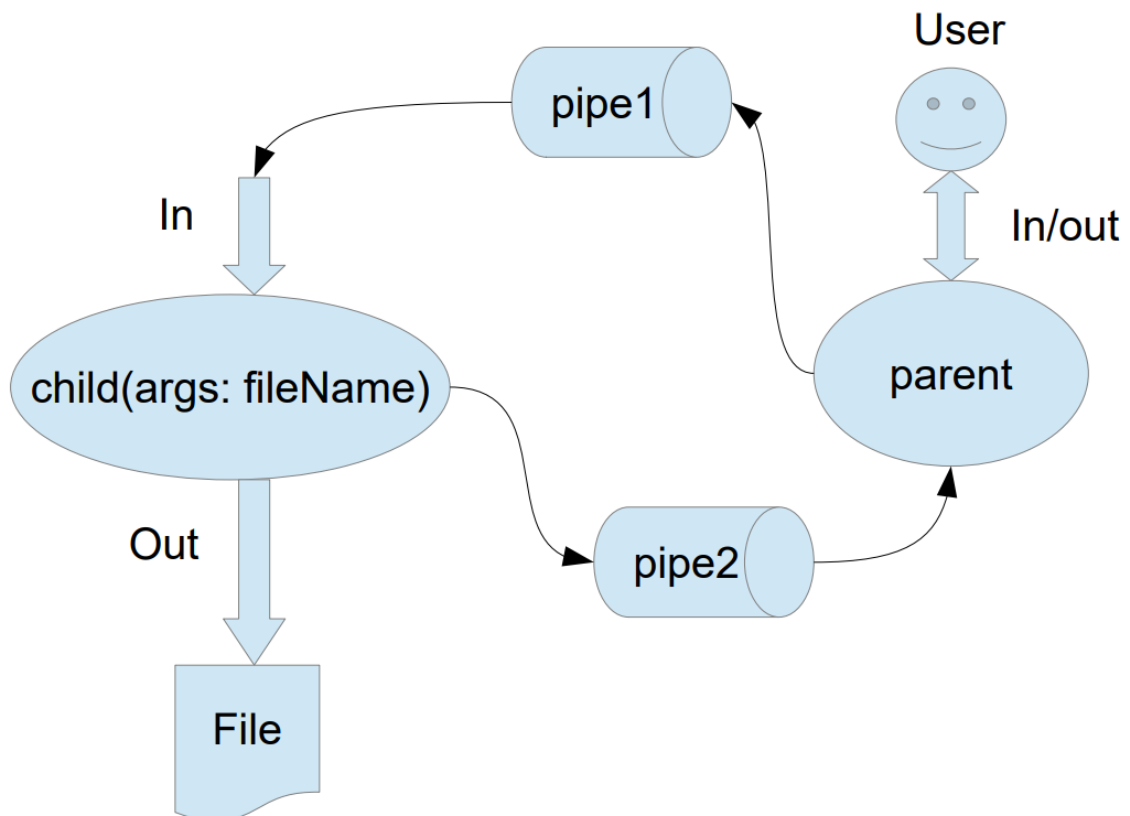 User
pipe1
In
In/out
child(args: fileName)
parent
Out
pipe2
File